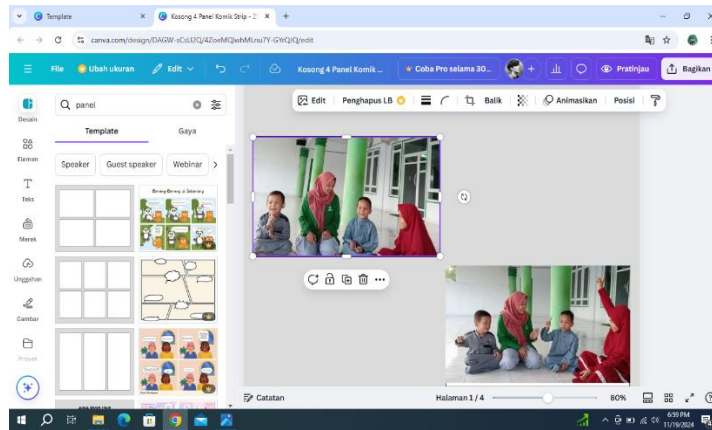 Template
Kosong 4 Panel Komik Strip - 2(
canva.com/design/DAGW-sCsU2Q/4ZoeMQJwhMLnu7Y-GYrQJQ/edit
File
Ubah ukuran
Edit
Kosong 4 Panel Komik ...
Coba Pro selama 30...
Pratinjau
Bagikan
Desain
panel
Template
Gaya
Speaker
Guest speaker
Webinar
Elemen
Teks
Merek
Unggahan
Gambar
Proyek
Edit
Penghapus LB
Balik
Animasikan
Posisi
Catatan
Halaman 1 / 4
80%
6:59 PM
11/19/2024